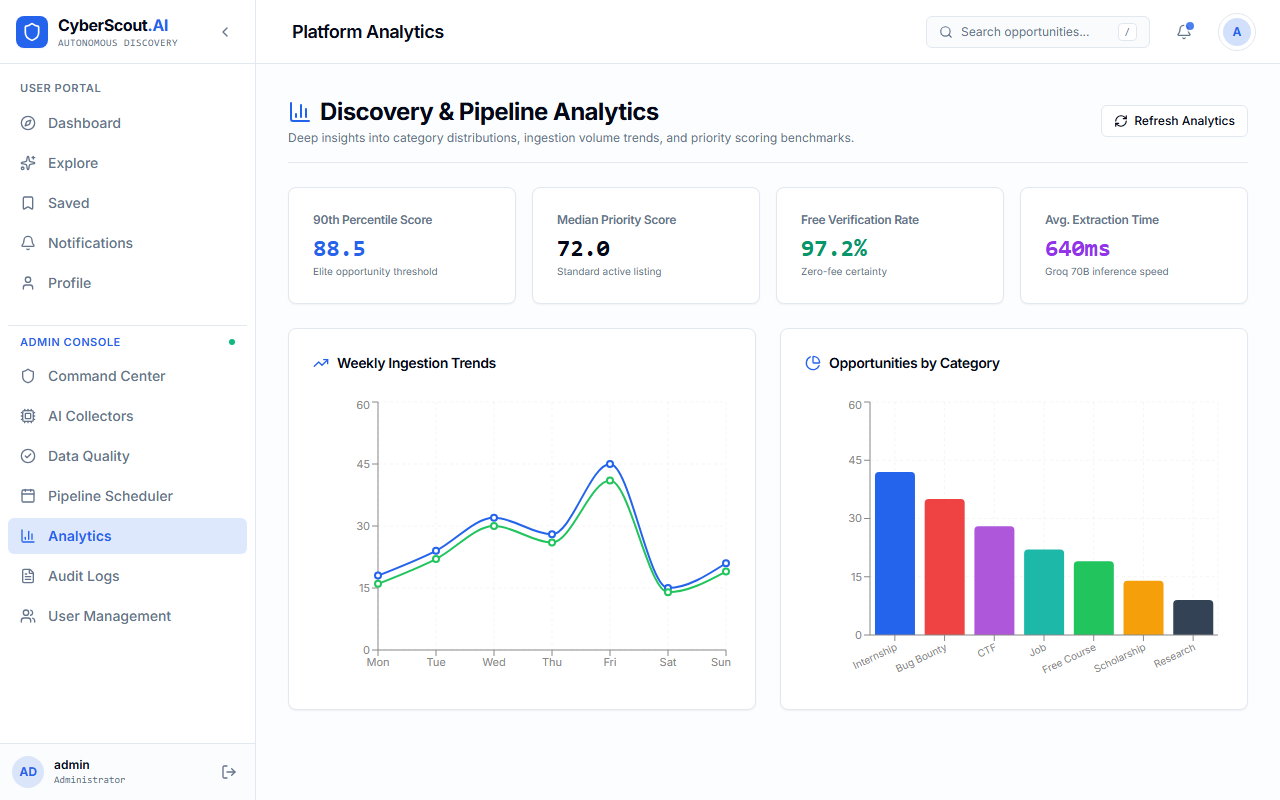 CyberScout.AI
AUTONOMOUS DISCOVERY
USER PORTAL
Dashboard
Explore
Saved
Notifications
Profile
ADMIN CONSOLE
Command Center
AI Collectors
Data Quality
Pipeline Scheduler
Analytics
Audit Logs
User Management
AD
admin
Administrator
Platform Analytics
Search opportunities...
/
A
Discovery & Pipeline Analytics
Deep insights into category distributions, ingestion volume trends, and priority scoring benchmarks.
Refresh Analytics
90th Percentile Score
88.5
Elite opportunity threshold
Median Priority Score
72.0
Standard active listing
Free Verification Rate
97.2%
Zero-fee certainty
Avg. Extraction Time
640ms
Groq 70B inference speed
Weekly Ingestion Trends
60
45
30
15
0
Mon Tue Wed Thu Fri Sat Sun
Opportunities by Category
60
45
30
15
0
Internship Bug Bounty CTF Job Free Course Scholarship Research